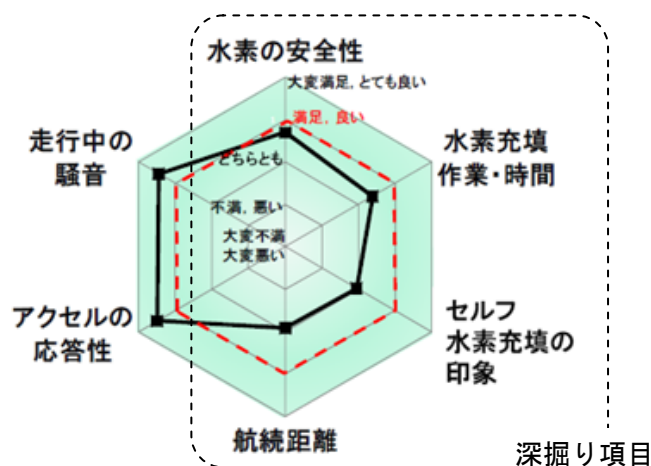 水素の安全性
大変満足, とても良い
満足, 良い
走行中の
騒音
どちらとも
水素充填
作業・時間
不満, 悪い
大変不満
大変悪い
アクセルの
応答性
セルフ
水素充填の
印象
航続距離
深掘り項目